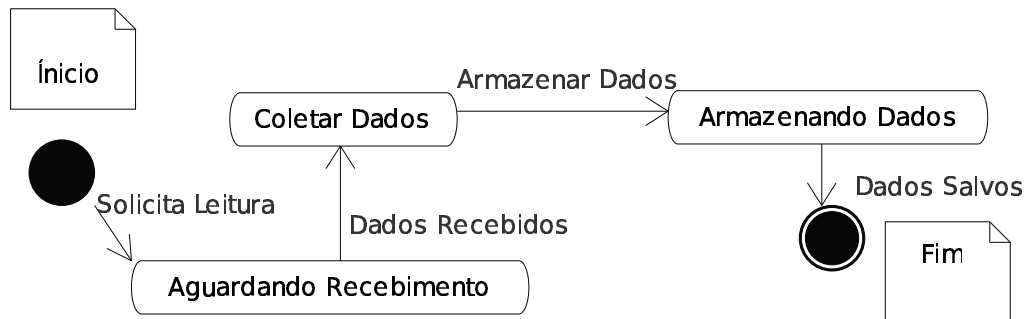 Ínicio
Solicita Leitura
Aguardando Recebimento
Dados Recebidos
Coletar Dados
Armazenar Dados
Armazenando Dados
Dados Salvos
Fim